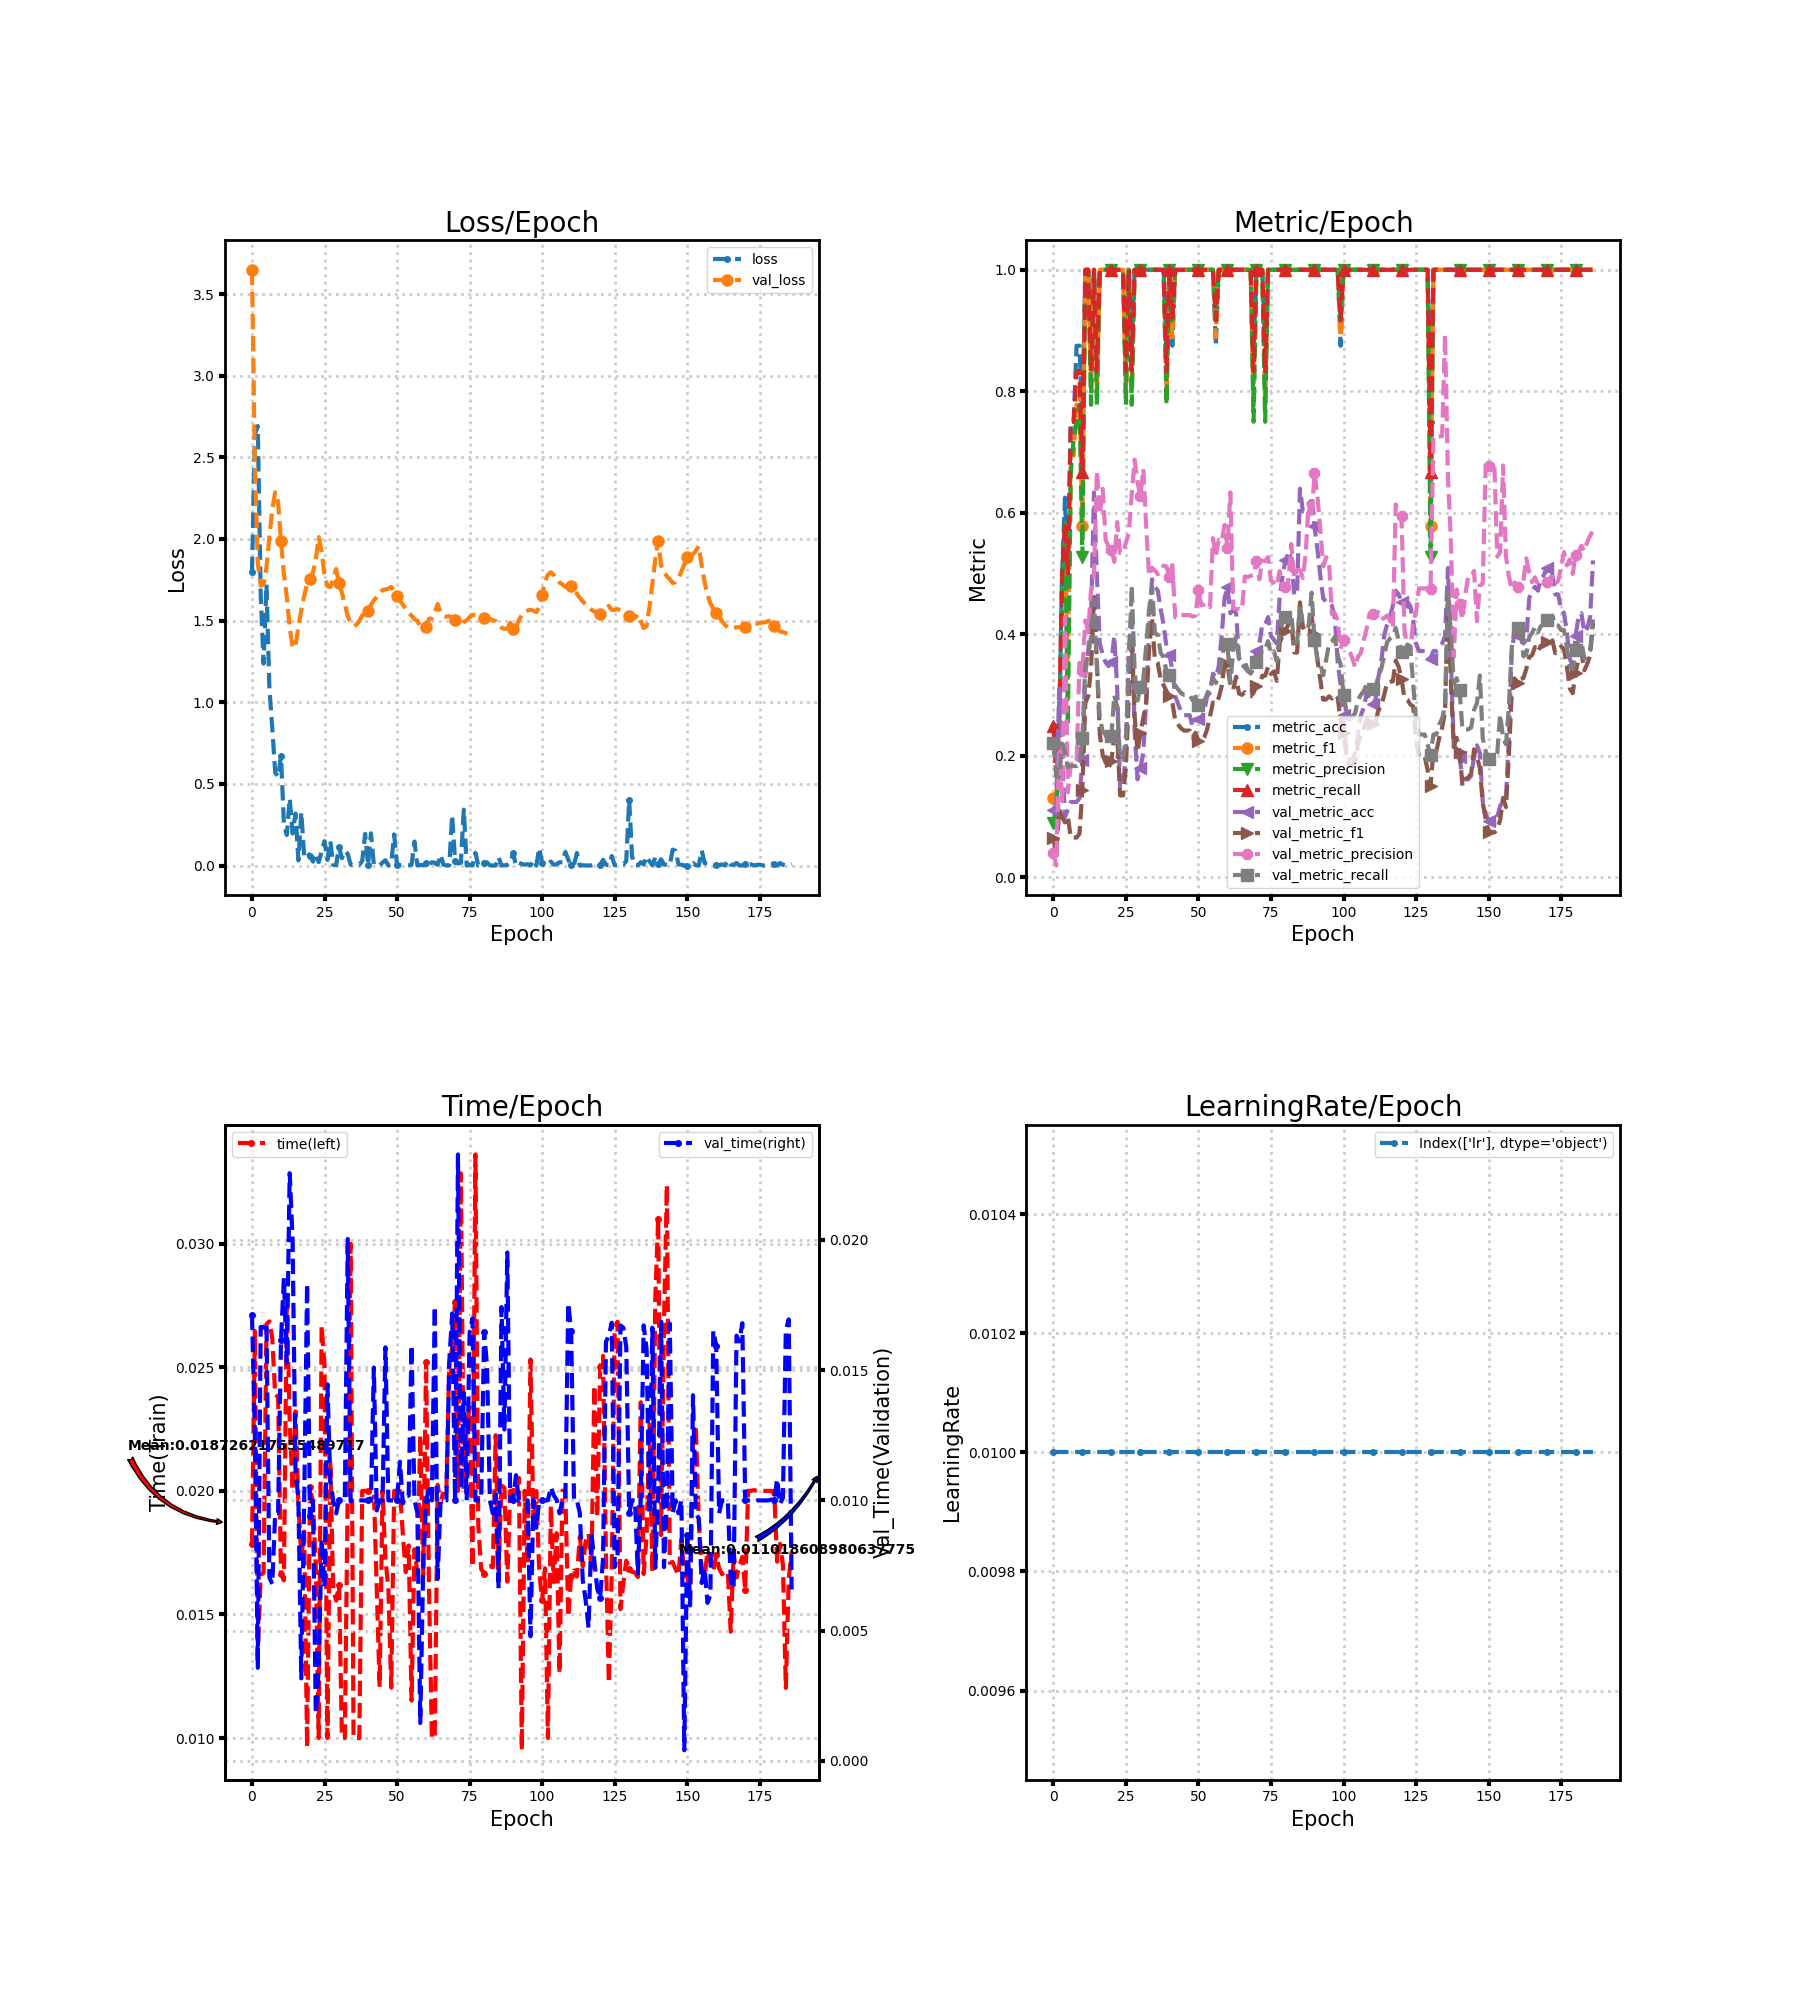 Loss/Epoch
Loss
3.5
3.0
2.5
2.0
1.5
1.0
0.5
0.0
loss
val_loss
0 25 50 75 100 125 150 175
Epoch
Metric/Epoch
Metric
1.0
0.8
0.6
0.4
0.2
0.0
metric_acc
metric_f1
metric_precision
metric_recall
val_metric_acc
val_metric_f1
val_metric_precision
val_metric_recall
0 25 50 75 100 125 150 175
Epoch
Time/Epoch
Time(Train)
0.030
0.025
0.020
0.015
0.010
time(left)
val_time(right)
0.020
0.015
0.010
0.005
0.000
Val_Time(Validation)
0 25 50 75 100 125 150 175
Epoch
LearningRate/Epoch
LearningRate
0.0104
0.0102
0.0100
0.0098
0.0096
Index(['lr'], dtype='object')
0 25 50 75 100 125 150 175
Epoch